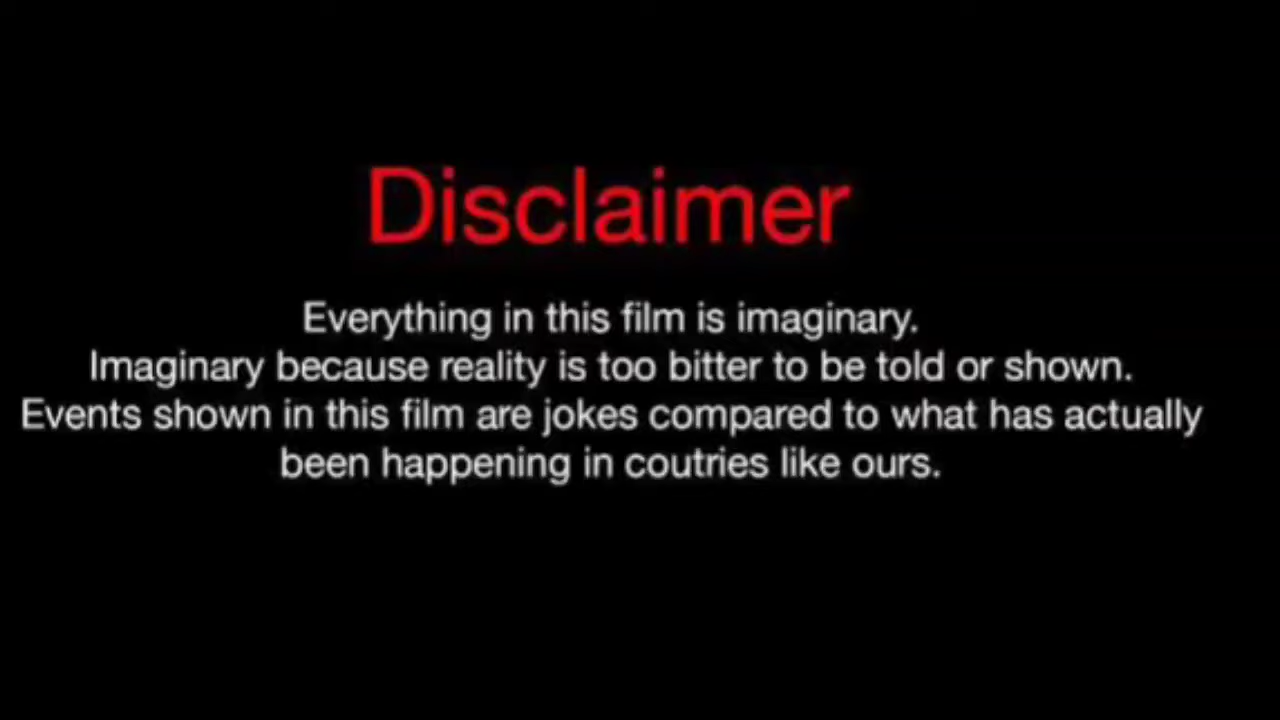 Disclaimer
Everything in this film is imaginary.
Imaginary because reality is too bitter to be told or shown.
Events shown in this film are jokes compared to what has actually
been happening in coutries like ours.